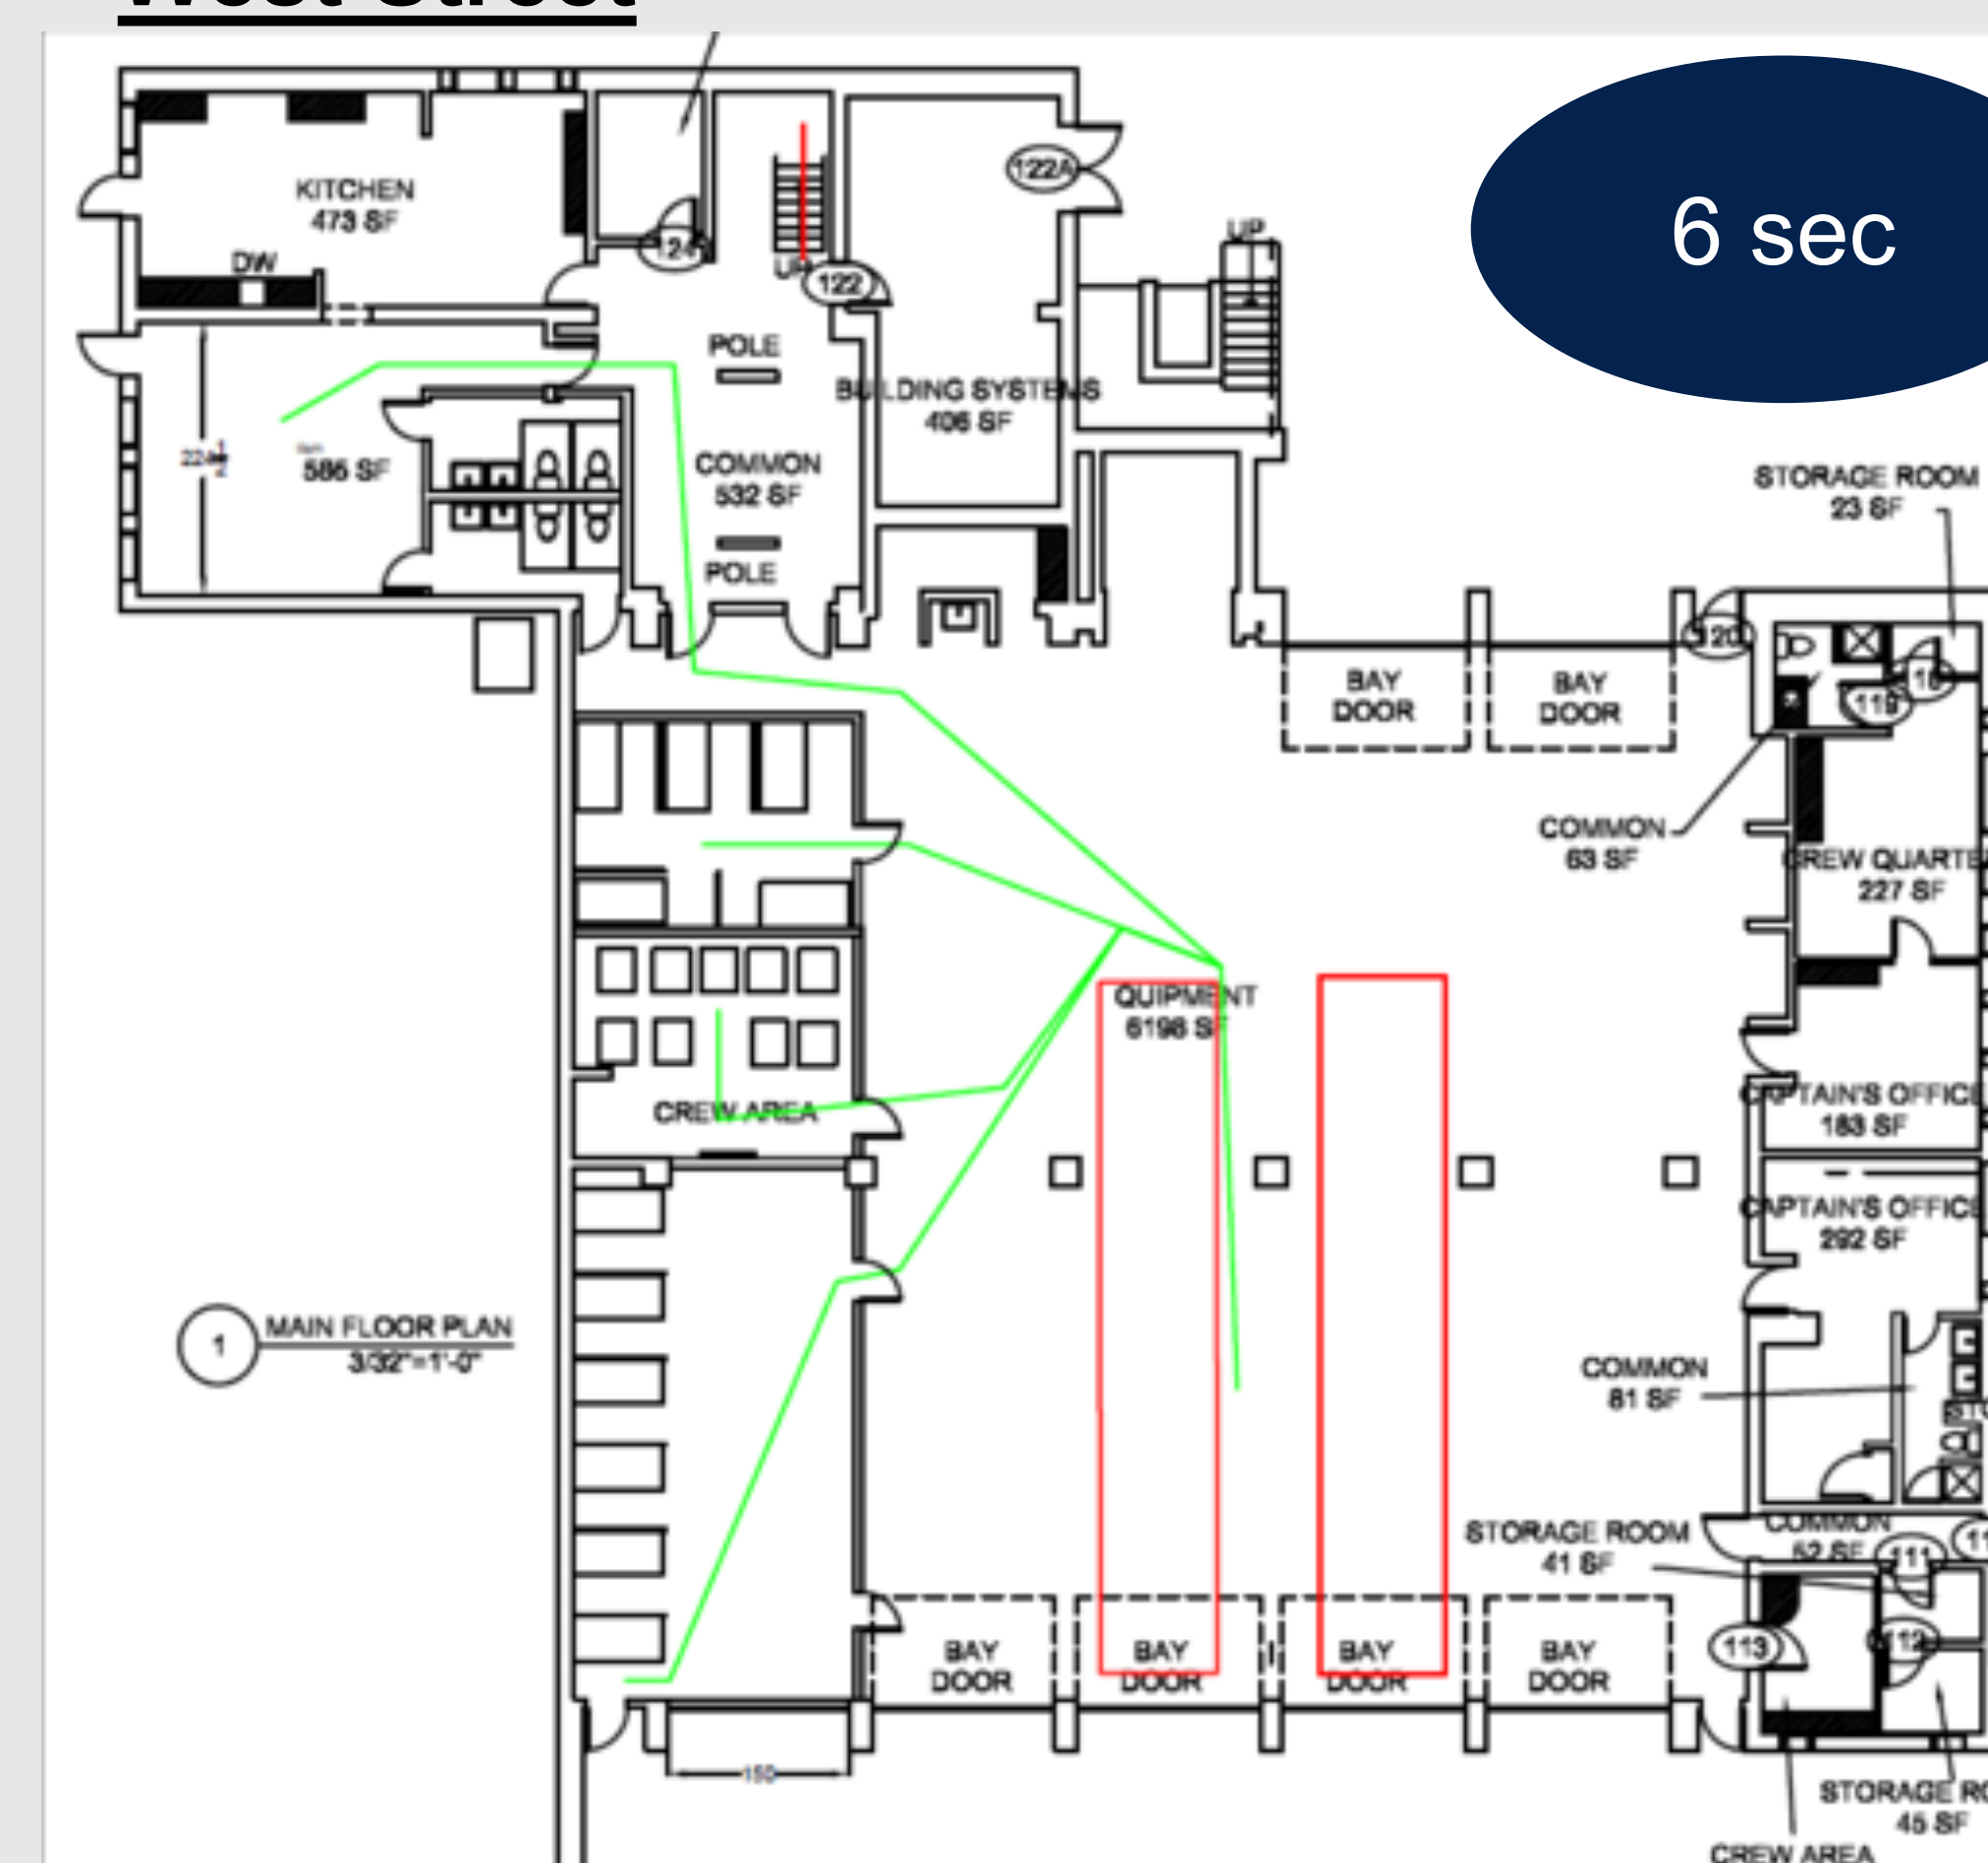 West Street
6 sec
122A
KITCHEN
473 SF
124
UP
DW
UP
122
POLE
BUILDING SYSTEMS
406 SF
586 SF
COMMON
532 SF
STORAGE ROOM
23 SF
POLE
120
BAY
DOOR
BAY
DOOR
119
COMMON
63 SF
CREW QUARTE
227 SF
QUIPMENT
6198 SF
CAPTAIN'S OFFICE
183 SF
CREW AREA
CAPTAIN'S OFFICE
292 SF
1
MAIN FLOOR PLAN
3/32"=1'-0"
COMMON
81 SF
STO
STORAGE ROOM
41 SF
COMMON
52 SF
111
11
BAY
DOOR
BAY
DOOR
BAY
DOOR
BAY
DOOR
113
112
150
STORAGE RO
45 SF
CREW AREA